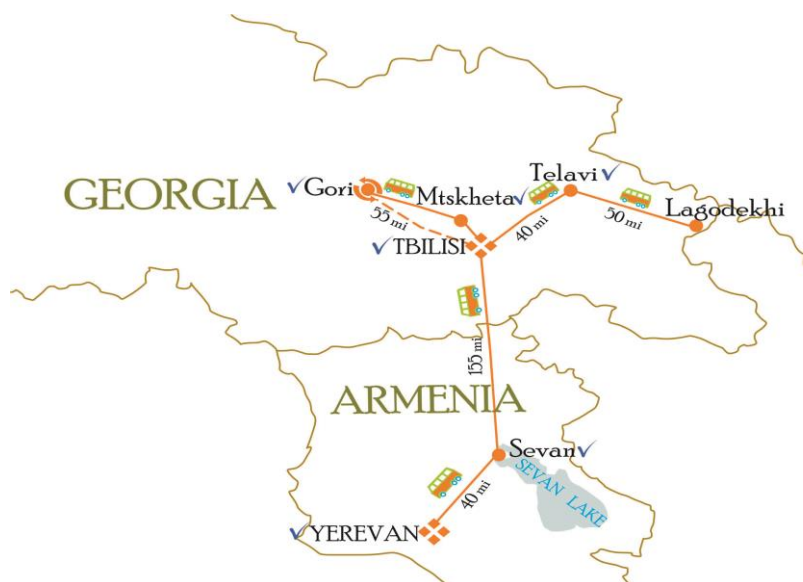 GEORGIA
Gori
Mtskheta
Telavi
Lagodekhi
55 mi
TBILISI
40 mi
50 mi
155 mi
ARMENIA
Sevan
SEVAN LAKE
40 mi
YEREVAN